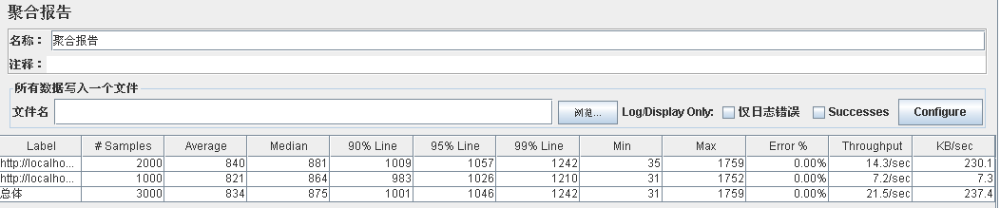 聚合报告
名称： 聚合报告
注释：
所有数据写入一个文件
文件名 浏览... Log/Display Only: 仅日志错误 Successes Configure
Label # Samples Average Median 90% Line 95% Line 99% Line Min Max Error % Throughput KB/sec
http://localho... 2000 840 881 1009 1057 1242 35 1759 0.00% 14.3/sec 230.1
http://localho... 1000 821 864 983 1026 1210 31 1752 0.00% 7.2/sec 7.3
总体 3000 834 875 1001 1046 1242 31 1759 0.00% 21.5/sec 237.4